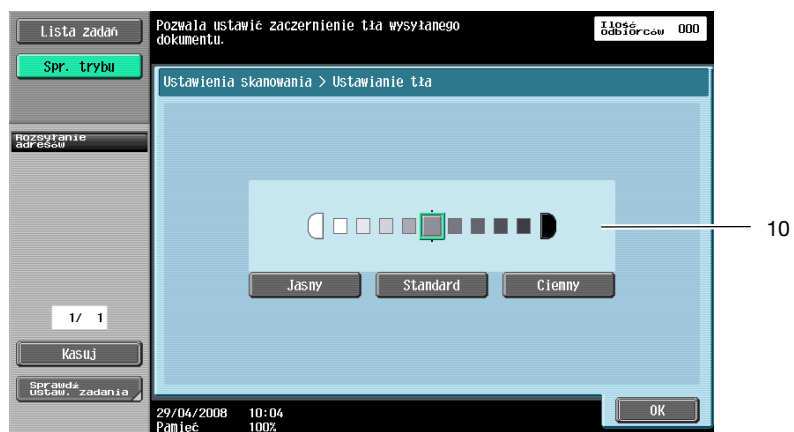 Lista zadań
Spr. trybu
Rozsyłanie
adresów
1/ 1
Kasuj
Sprawdź
ustaw. zadania
Pozwala ustawić zaczernienie tła wysyłanego
dokumentu.
Ilość
odbiorców 000
Ustawienia skanowania > Ustawianie tła
10
Jasny Standard Ciemny
OK
29/04/2008 10:04
Pamięć 100%